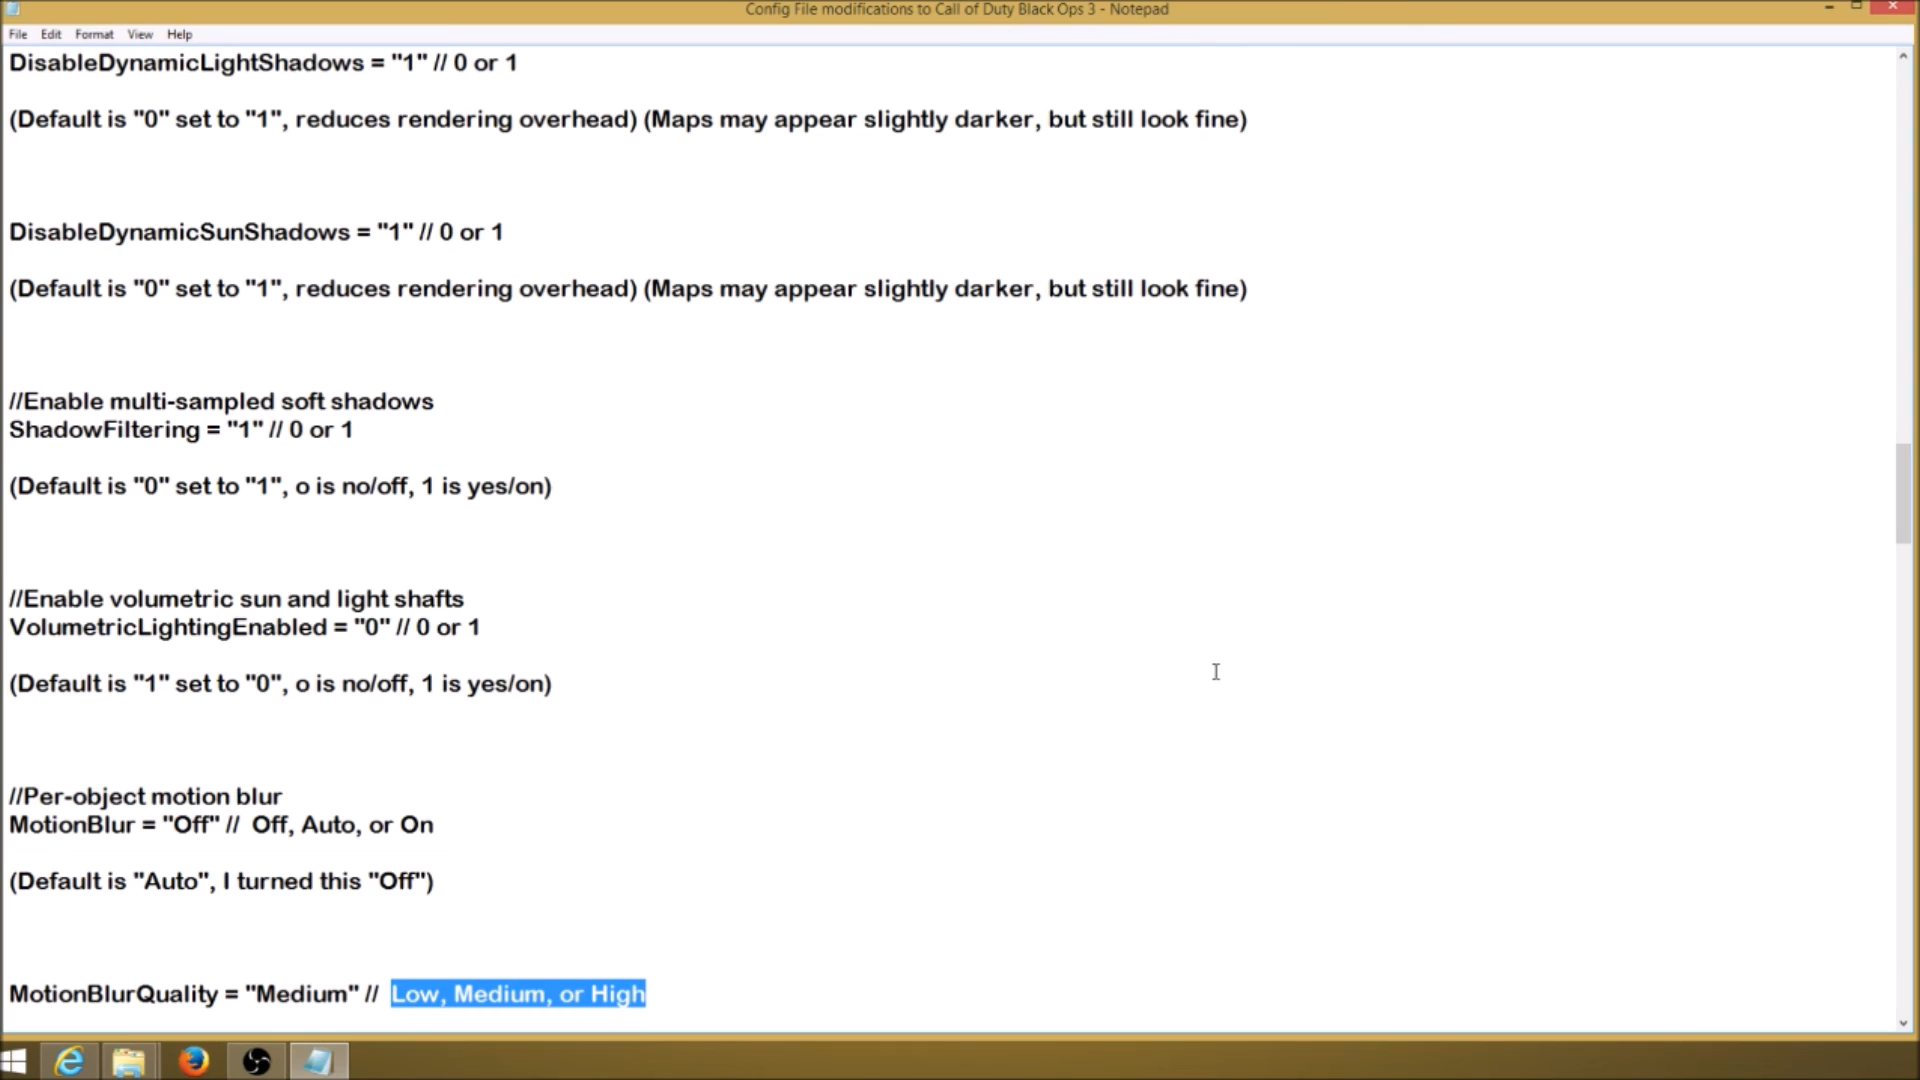 Config File modifications to Call of Duty Black Ops 3 - Notepad
File Edit Format View Help
DisableDynamicLightShadows = "1" // 0 or 1
(Default is "0" set to "1", reduces rendering overhead) (Maps may appear slightly darker, but still look fine)
DisableDynamicSunShadows = "1" // 0 or 1
(Default is "0" set to "1", reduces rendering overhead) (Maps may appear slightly darker, but still look fine)
//Enable multi-sampled soft shadows
ShadowFiltering = "1" // 0 or 1
(Default is "0" set to "1", o is no/off, 1 is yes/on)
//Enable volumetric sun and light shafts
VolumetricLightingEnabled = "0" // 0 or 1
(Default is "1" set to "0", o is no/off, 1 is yes/on)
//Per-object motion blur
MotionBlur = "Off" //  Off, Auto, or On
(Default is "Auto", I turned this "Off")
MotionBlurQuality = "Medium" //  Low, Medium, or High